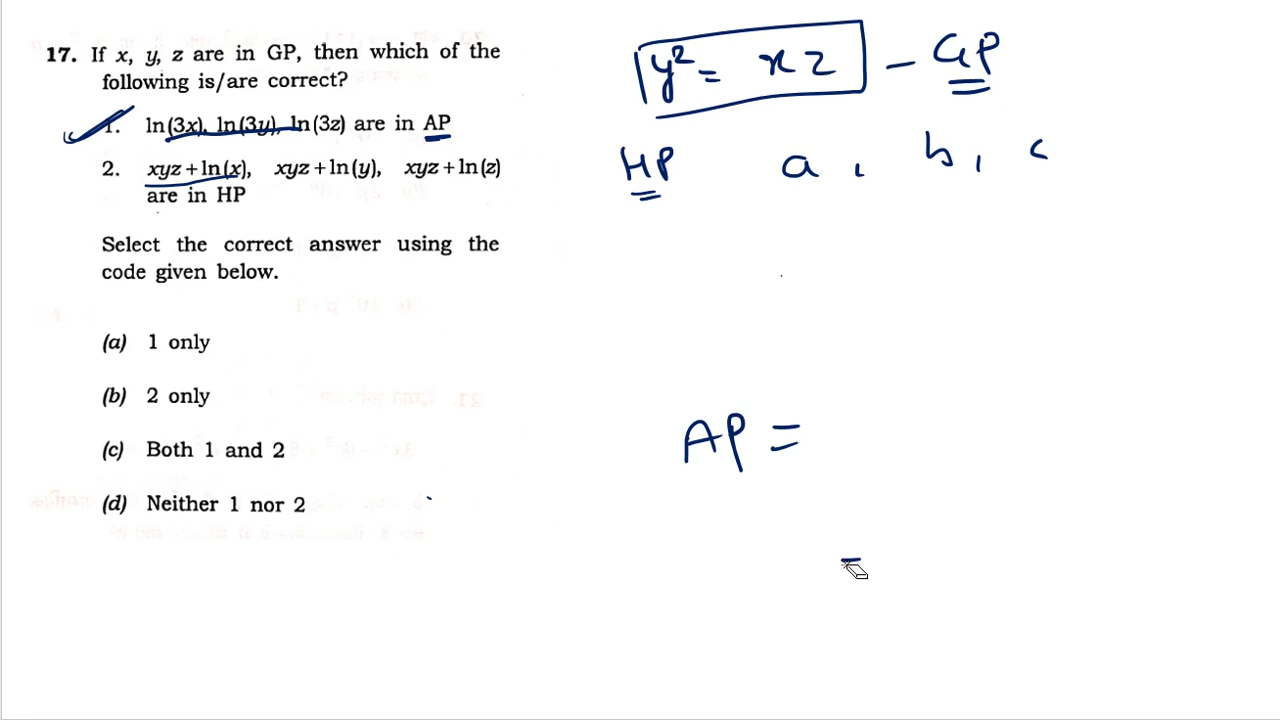 17. If x, y, z are in GP, then which of the
following is/are correct?
1. ln(3x), ln(3y), ln(3z) are in AP
2. xyz+ln(x), xyz+ln(y), xyz+ln(z)
are in HP
Select the correct answer using the
code given below.
(a) 1 only
(b) 2 only
(c) Both 1 and 2
(d) Neither 1 nor 2
y² = xz - GP
HP a, b, c
AP =